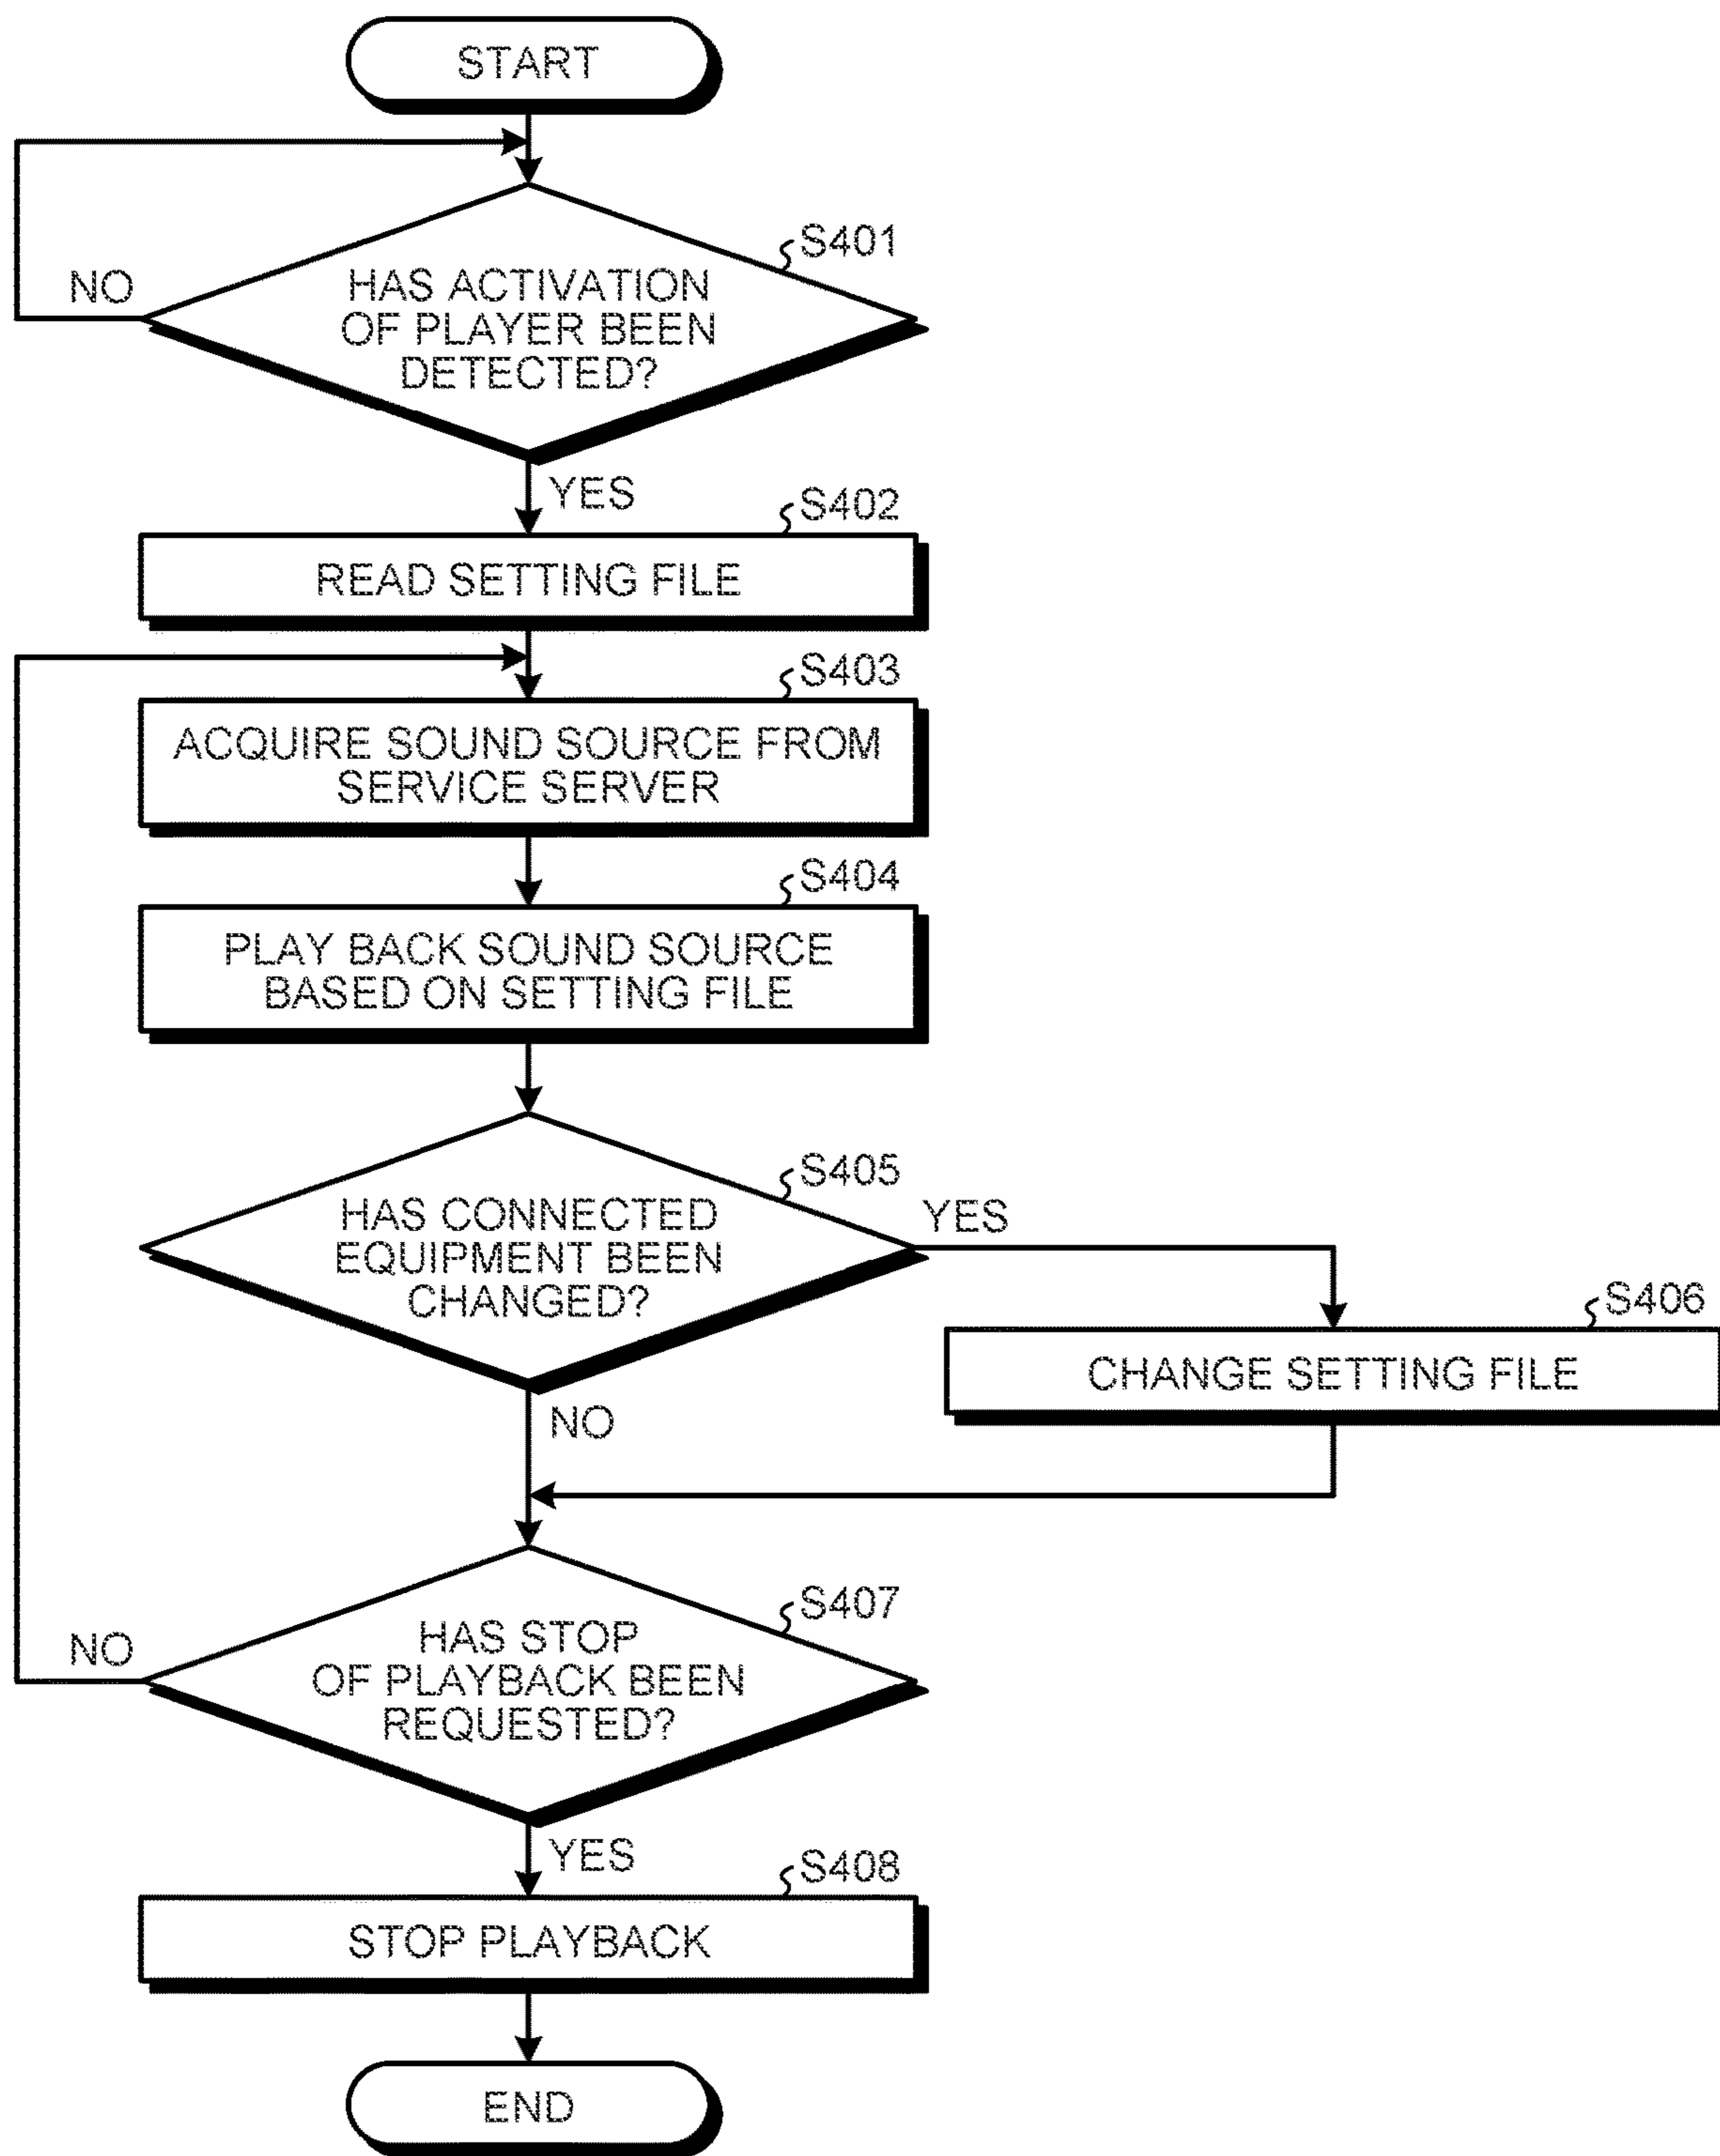 START
S401
NO
HAS ACTIVATION
OF PLAYER BEEN
DETECTED?
YES
S402
READ SETTING FILE
S403
ACQUIRE SOUND SOURCE FROM
SERVICE SERVER
S404
PLAY BACK SOUND SOURCE
BASED ON SETTING FILE
S405
HAS CONNECTED
EQUIPMENT BEEN
CHANGED?
YES
S406
CHANGE SETTING FILE
NO
S407
NO
HAS STOP
OF PLAYBACK BEEN
REQUESTED?
YES
S408
STOP PLAYBACK
END